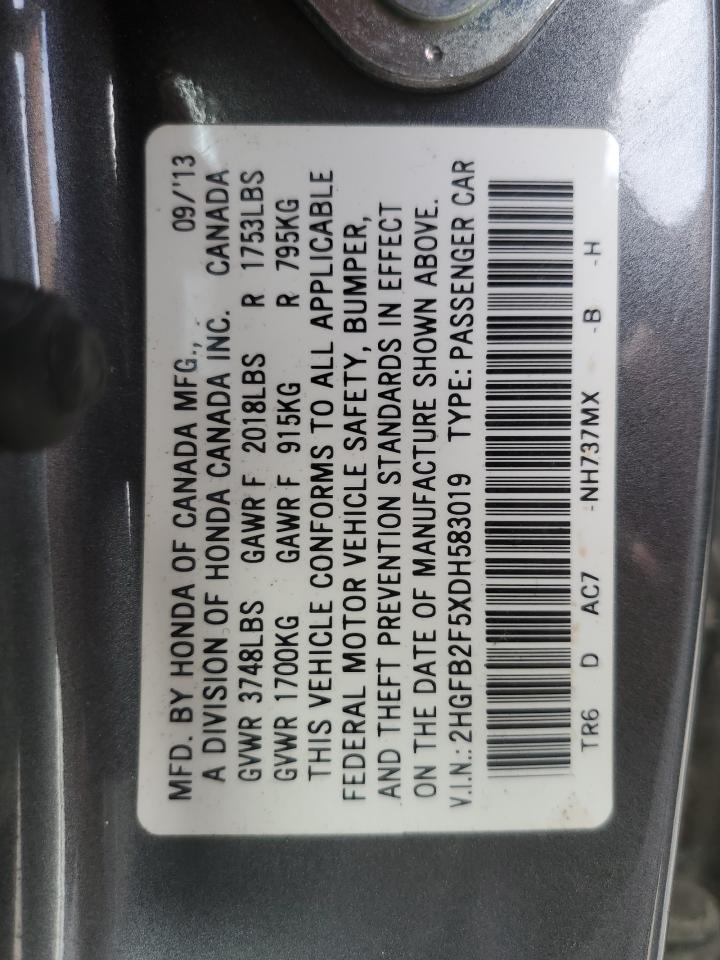 MFD. BY HONDA OF CANADA MFG., 09/'13
A DIVISION OF HONDA CANADA INC. CANADA
GVWR 3748LBS GAWR F 2018LBS R 1753LBS
GVWR 1700KG GAWR F 915KG R 795KG
THIS VEHICLE CONFORMS TO ALL APPLICABLE
FEDERAL MOTOR VEHICLE SAFETY, BUMPER,
AND THEFT PREVENTION STANDARDS IN EFFECT
ON THE DATE OF MANUFACTURE SHOWN ABOVE.
V.I.N.: 2HGFB2F5XDH583019 TYPE: PASSENGER CAR
TR6 D AC7 -NH737MX -B -H